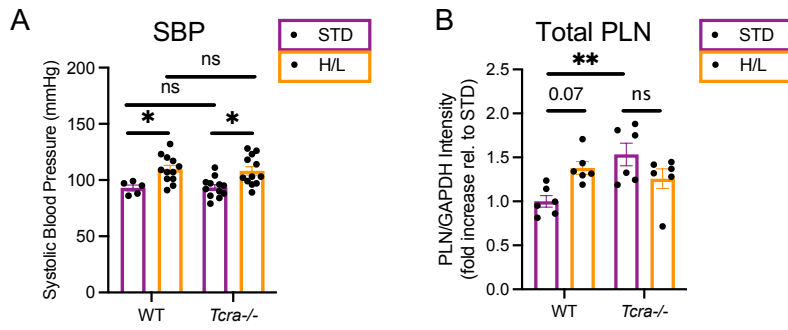 A
SBP
STD
H/L
ns
ns
*
*
Systolic Blood Pressure (mmHg)
200
150
100
50
0
WT
Tcra-/-
B
Total PLN
STD
H/L
**
0.07
ns
PLN/GAPDH Intensity
(fold increase rel. to STD)
2.5
2.0
1.5
1.0
0.5
0.0
WT
Tcra-/-